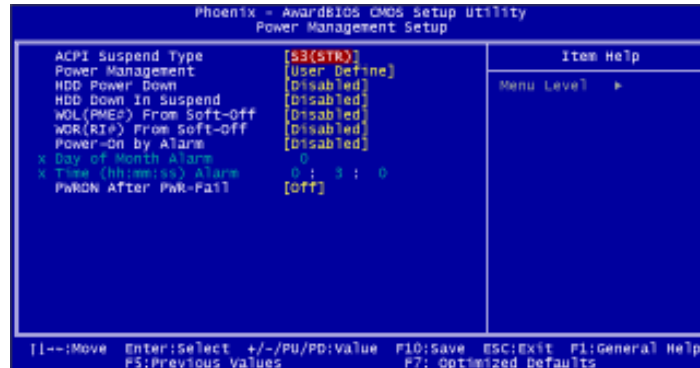 Phoenix - AwardBIOS CMOS Setup Utility
Power Management Setup
ACPI Suspend Type [S3(STR)]
Power Management [User Define]
HDD Power Down [Disabled]
HDD Down In Suspend [Disabled]
WOL(PME#) From Soft-Off [Disabled]
WOR(RI#) From Soft-Off [Disabled]
Power-On by Alarm [Disabled]
x Day of Month Alarm 0
x Time (hh:mm:ss) Alarm 0 : 3 : 0
PWRON After PWR-Fail [Off]
Item Help
Menu Level ▶
↑↓→←:Move Enter:Select +/-/PU/PD:Value F10:Save ESC:Exit F1:General Help
F5:Previous Values F7: Optimized Defaults